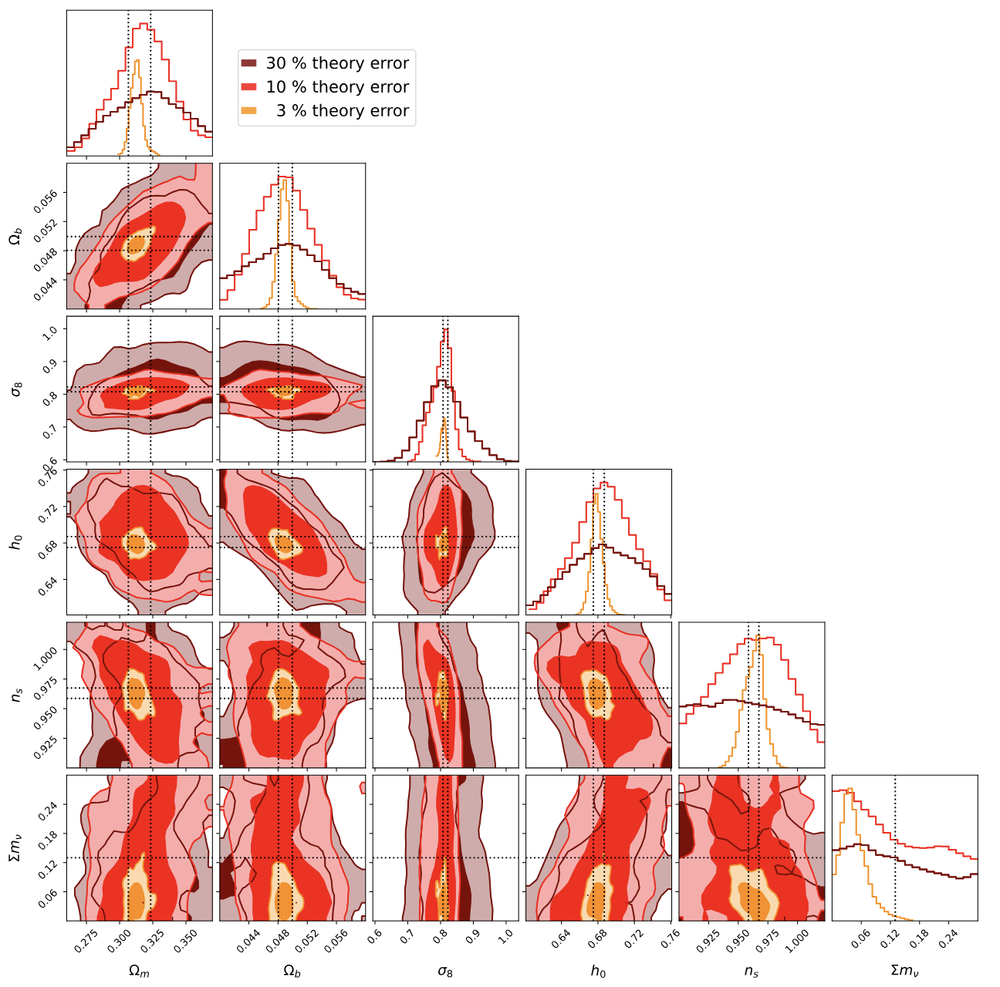 30 % theory error
10 % theory error
3 % theory error
0.056
0.052
0.048
0.044
Ω_b
1.0
0.9
0.8
0.7
0.6
σ_8
0.76
0.72
0.68
0.64
h_0
1.000
0.975
0.950
0.925
n_s
0.24
0.18
0.12
0.06
Σm_ν
0.275 0.300 0.325 0.350 0.044 0.048 0.052 0.056 0.6 0.7 0.8 0.9 1.0 0.64 0.68 0.72 0.76 0.925 0.950 0.975 1.000 0.06 0.12 0.18 0.24
Ω_m Ω_b σ_8 h_0 n_s Σm_ν